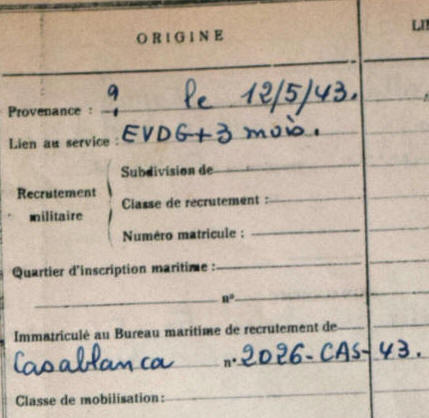 ORIGINE
LI
Provenance : ? le 12/5/43.
Lien au service : EVDG+3 mois.
Subdivision de
Recrutement militaire
Classe de recrutement :
Numéro matricule :
Quartier d'inscription maritime :
n°
Immatriculé au Bureau maritime de recrutement de
Casablanca n° 2026-CAS-43.
Classe de mobilisation :